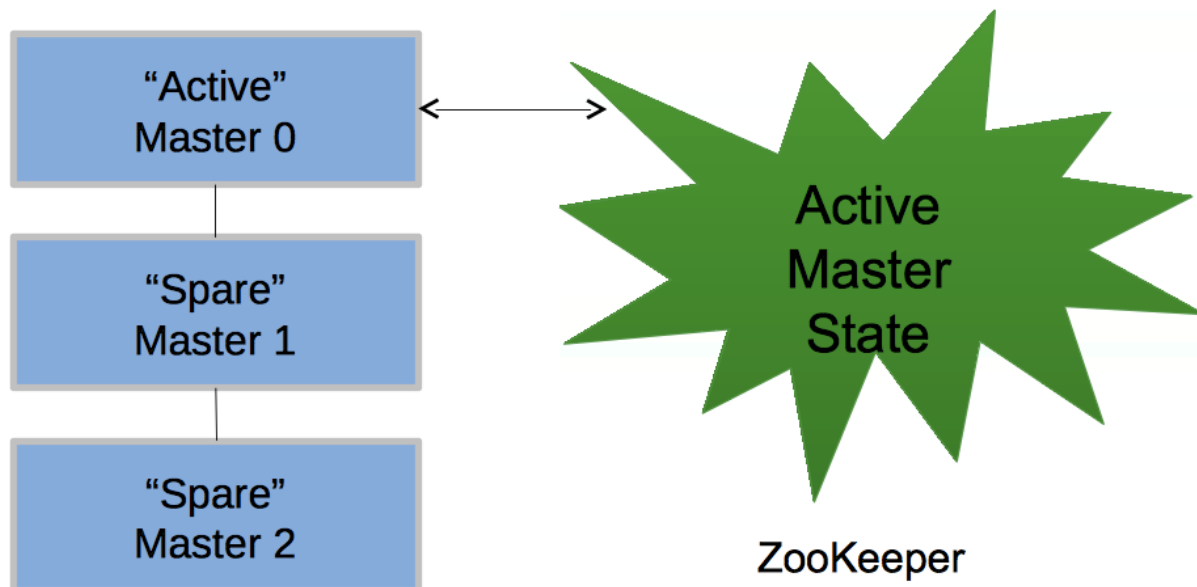 “Active”
Master 0
“Spare”
Master 1
“Spare”
Master 2
Active
Master
State
ZooKeeper